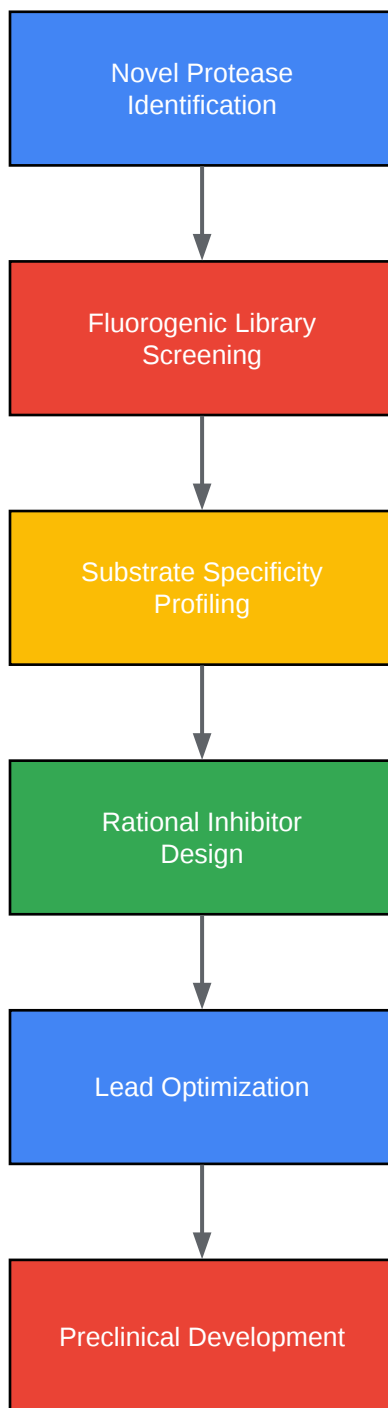 Novel Protease
Identification
Fluorogenic Library
Screening
Substrate Specificity
Profiling
Rational Inhibitor
Design
Lead Optimization
Preclinical Development